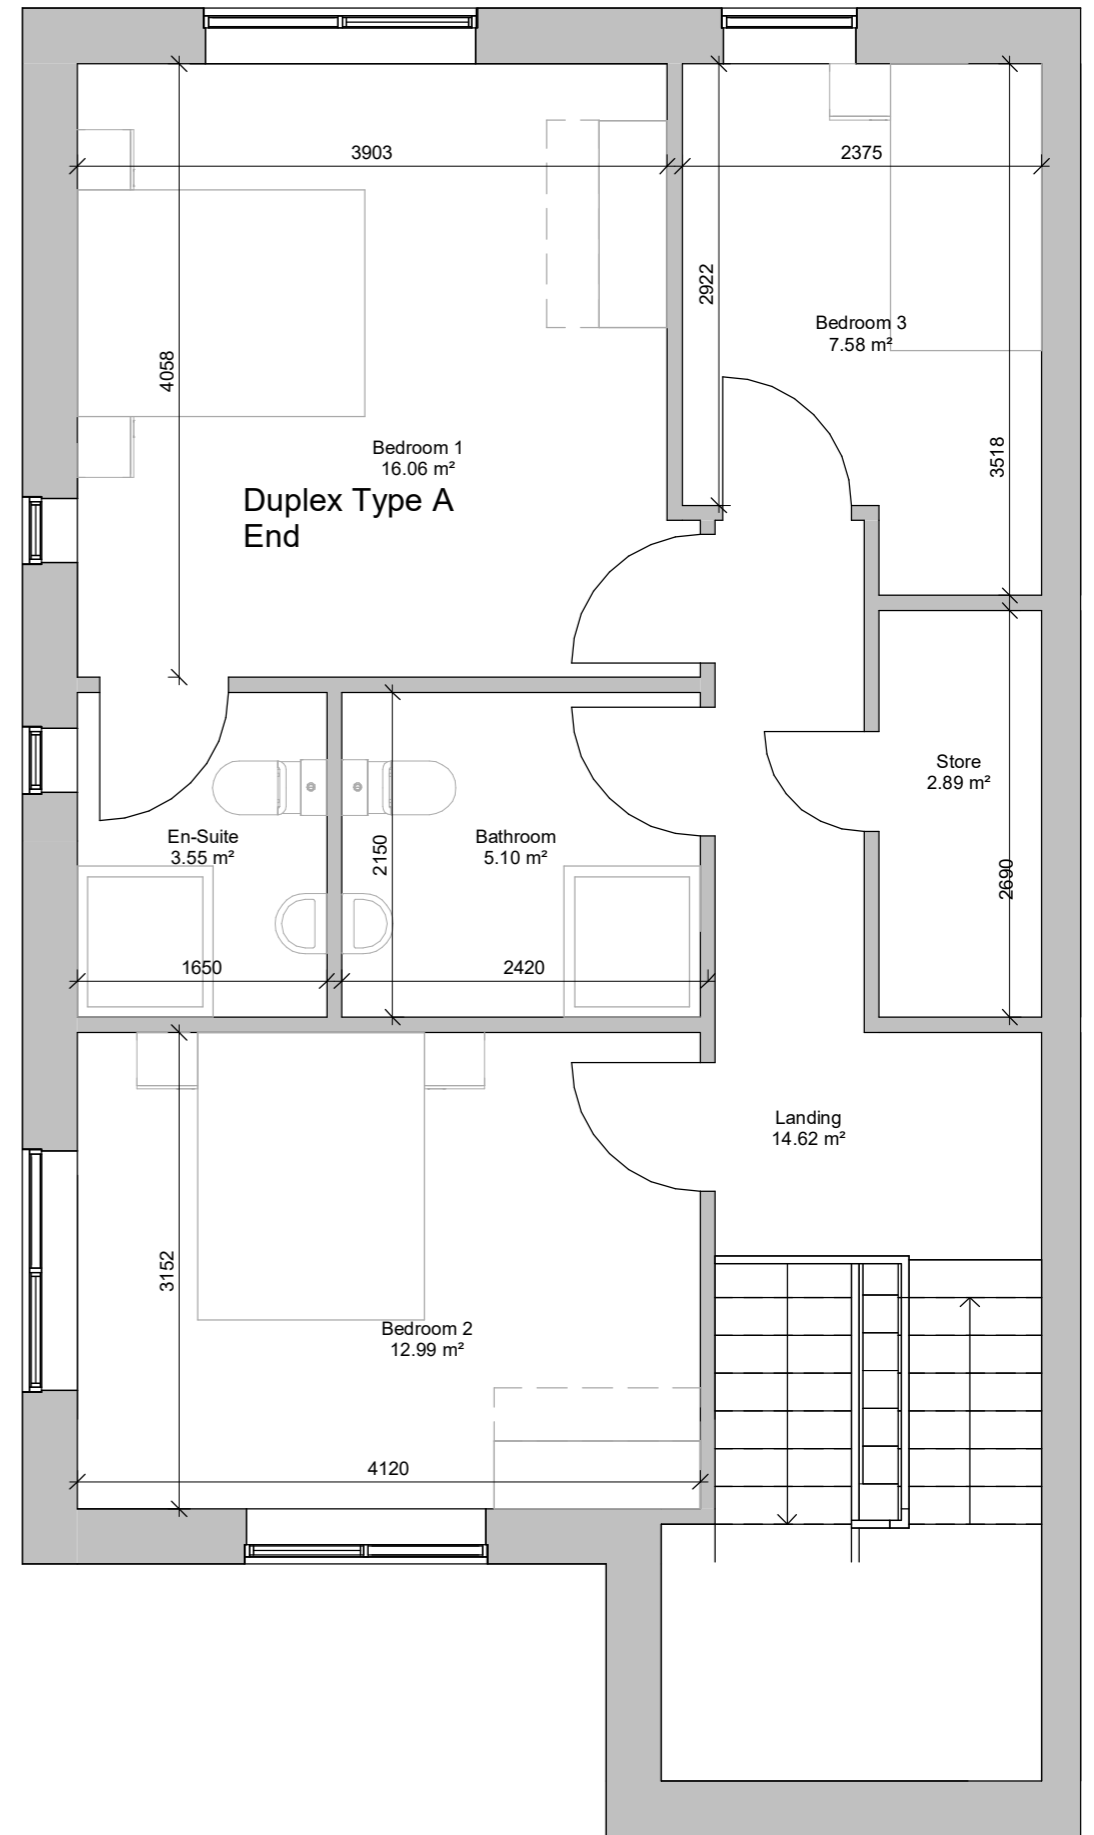 3903
2375
2922
Bedroom 3
7.58 m²
4058
Bedroom 1
16.06 m²
3518
Duplex Type A
End
Store
2.89 m²
En-Suite
3.55 m²
Bathroom
5.10 m²
2150
2690
1650
2420
Landing
14.62 m²
3152
Bedroom 2
12.99 m²
4120